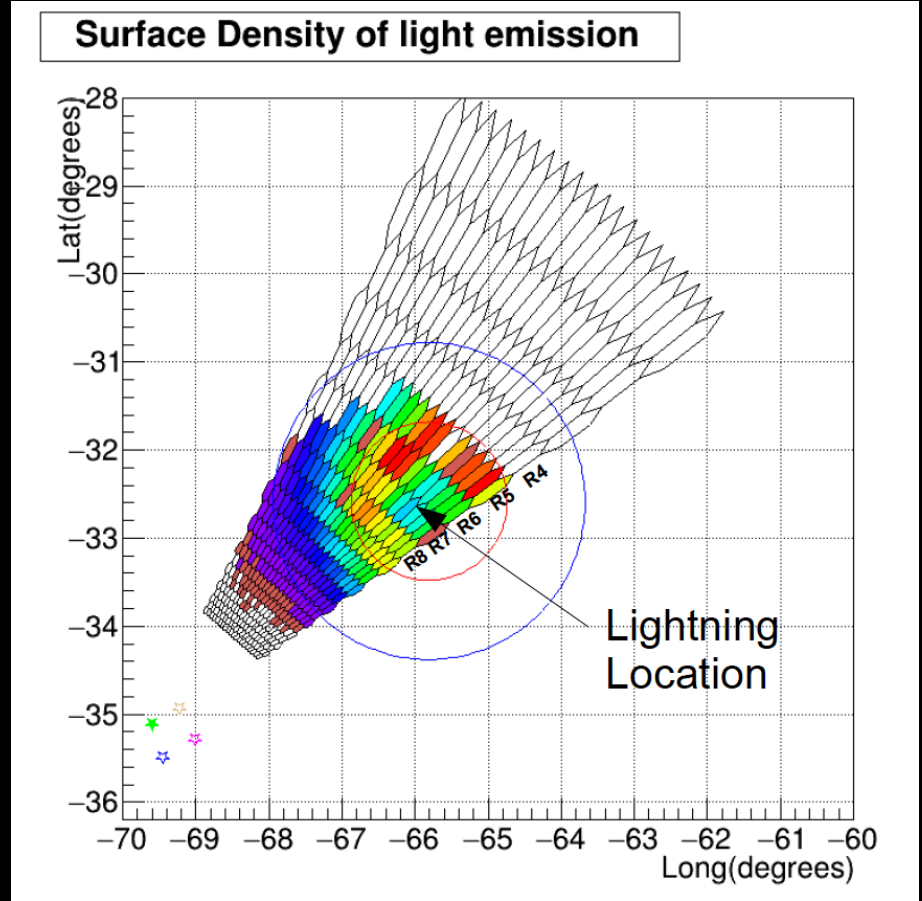 Surface Density of light emission
Lat(degrees)
−28
−29
−30
−31
−32
−33
−34
−35
−36
R4
R5
R6
R7
R8
Lightning
Location
−70 −69 −68 −67 −66 −65 −64 −63 −62 −61 −60
Long(degrees)